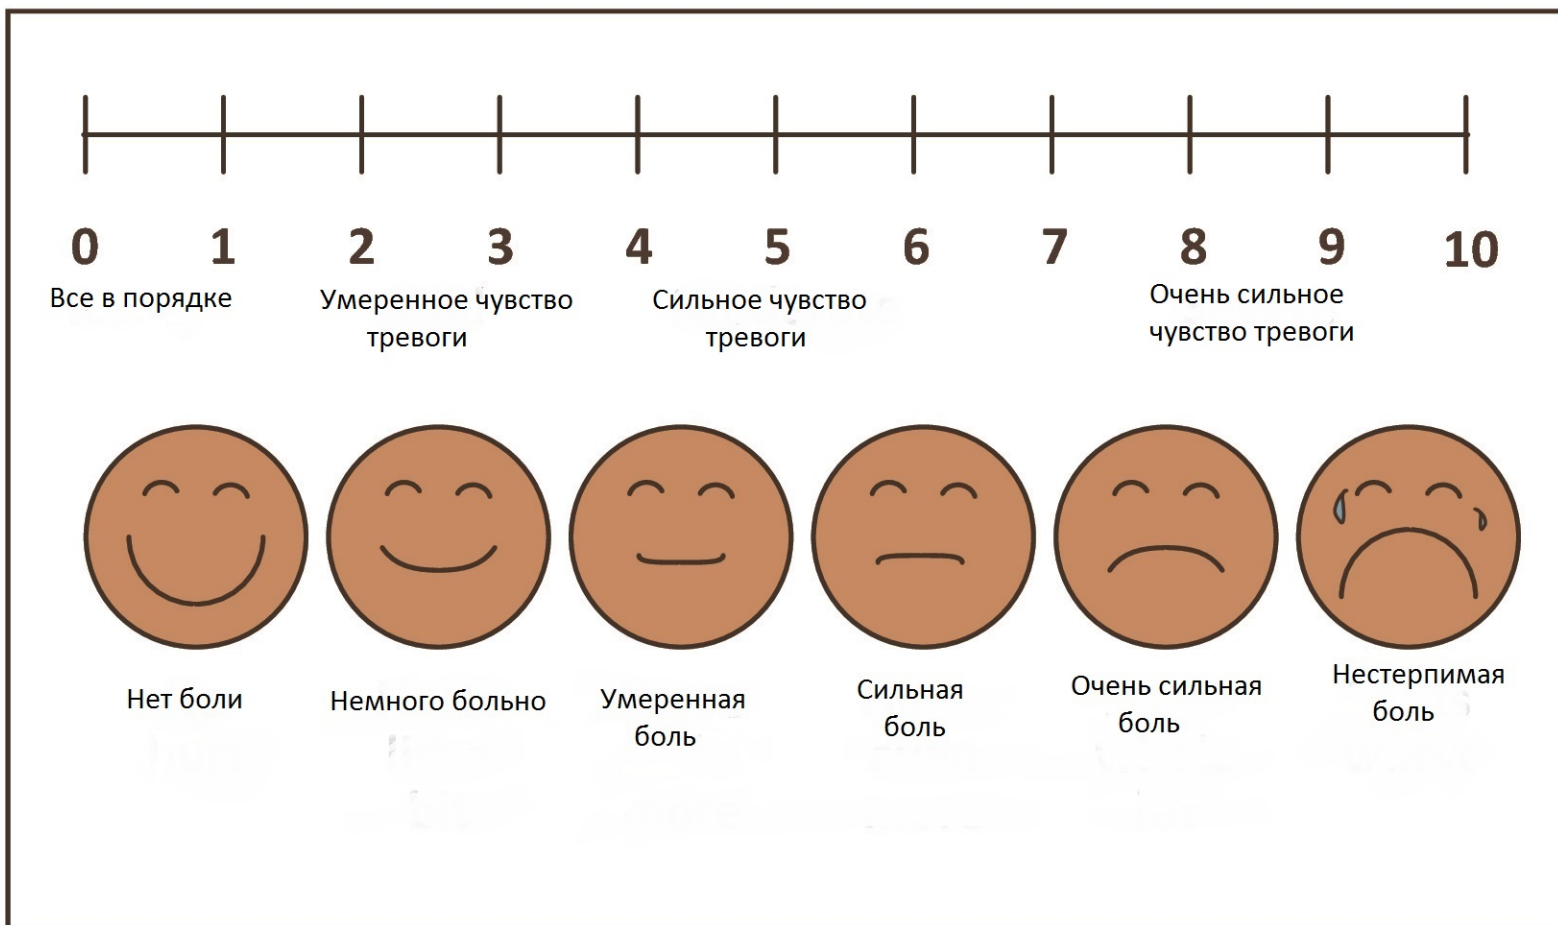 0 1 2 3 4 5 6 7 8 9 10
Все в порядке
Умеренное чувство
тревоги
Сильное чувство
тревоги
Очень сильное
чувство тревоги
Нет боли
Немного больно
Умеренная
боль
Сильная
боль
Очень сильная
боль
Нестерпимая
боль